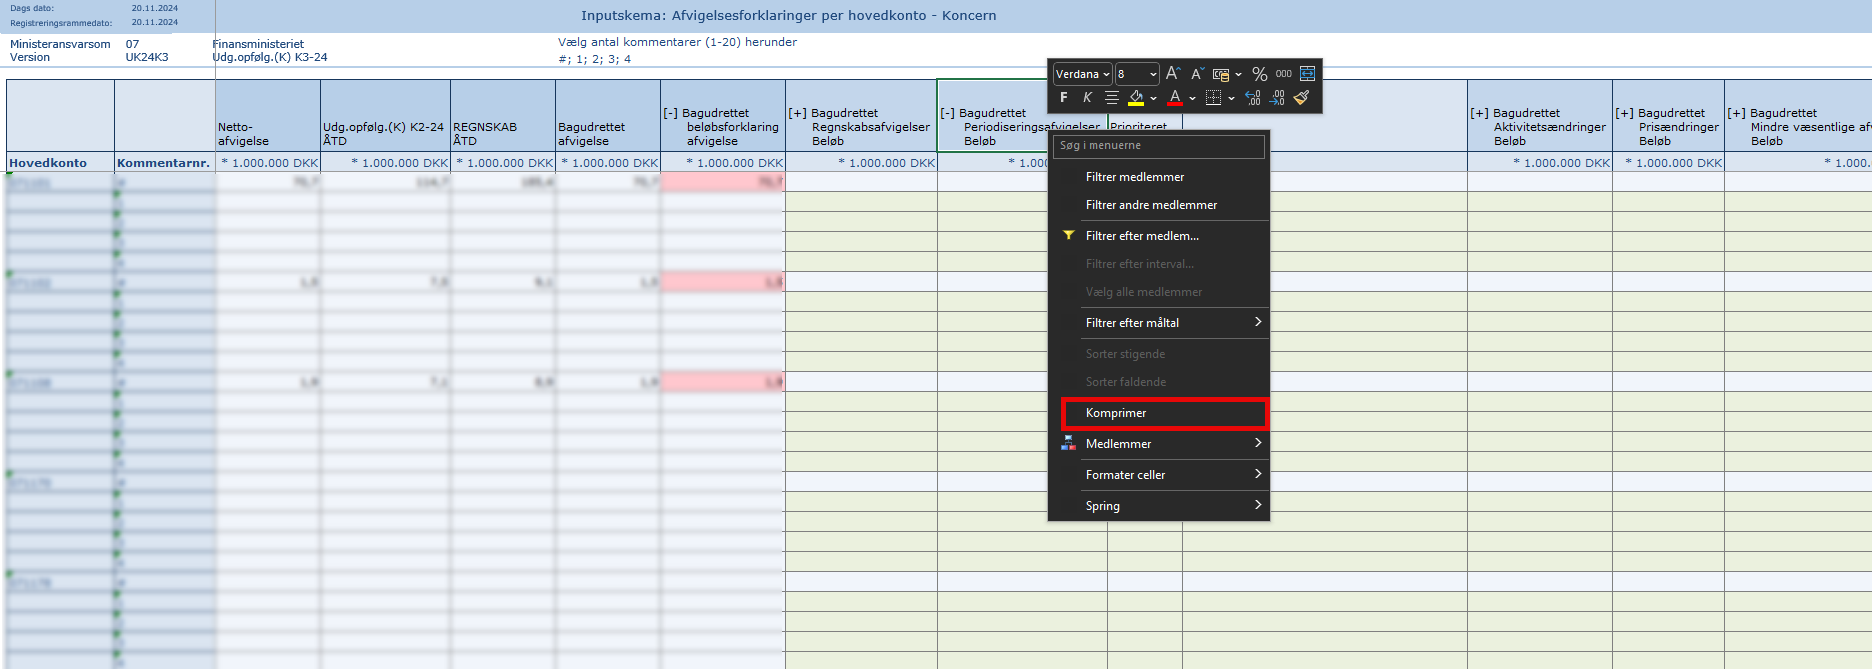 Dags dato: 20.11.2024
Registreringsrammedato: 20.11.2024
Inputskema: Afvigelsesforklaringer per hovedkonto - Koncern
Ministeransvarsom 07 Finansministeriet
Version UK24K3 Udg.opfølg.(K) K3-24
Vælg antal kommentarer (1-20) herunder
#; 1; 2; 3; 4
Netto-
afvigelse
Udg.opfølg.(K) K2-24
ÅTD
REGNSKAB
ÅTD
Bagudrettet
afvigelse
[-] Bagudrettet
beløbsforklaring
afvigelse
[+] Bagudrettet
Regnskabsafvigelser
Beløb
[-] Bagudrettet
Periodiseringsafvigelser
Beløb
Prioriteret
[+] Bagudrettet
Aktivitetsændringer
Beløb
[+] Bagudrettet
Prisændringer
Beløb
[+] Bagudrettet
Mindre væsentlige af
Beløb
Hovedkonto Kommentarnr. * 1.000.000 DKK * 1.000.000 DKK * 1.000.000 DKK * 1.000.000 DKK * 1.000.000 DKK * 1.000.000 DKK * 1.00 * 1.000.000 DKK * 1.000.000 DKK * 1.00
Verdana 8 A A % 000
F K A
Søg i menuerne
Filtrer medlemmer
Filtrer andre medlemmer
Filtrer efter medlem...
Filtrer efter interval...
Vælg alle medlemmer
Filtrer efter måltal
Sorter stigende
Sorter faldende
Komprimer
Medlemmer
Formater celler
Spring